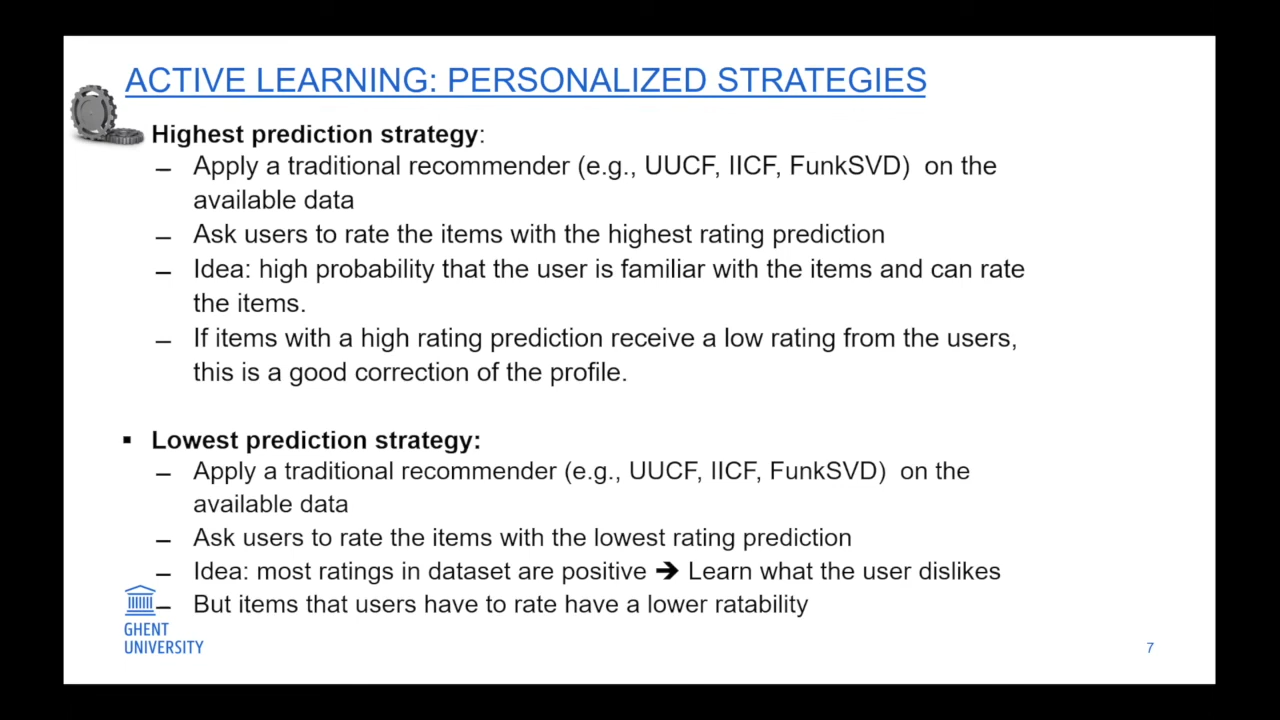 ACTIVE LEARNING: PERSONALIZED STRATEGIES
Highest prediction strategy:
– Apply a traditional recommender (e.g., UUCF, IICF, FunkSVD) on the
available data
– Ask users to rate the items with the highest rating prediction
– Idea: high probability that the user is familiar with the items and can rate
the items.
– If items with a high rating prediction receive a low rating from the users,
this is a good correction of the profile.
▪ Lowest prediction strategy:
– Apply a traditional recommender (e.g., UUCF, IICF, FunkSVD) on the
available data
– Ask users to rate the items with the lowest rating prediction
– Idea: most ratings in dataset are positive ➔ Learn what the user dislikes
– But items that users have to rate have a lower ratability
GHENT
UNIVERSITY
7